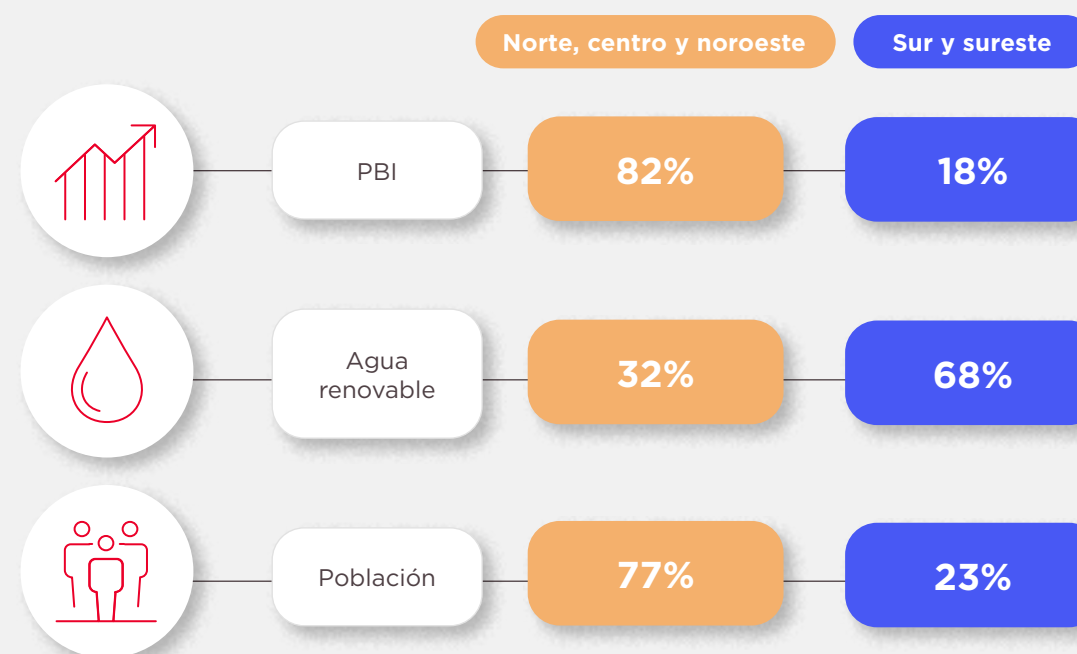 Norte, centro y noroeste
Sur y sureste
PBI
82%
18%
Agua
renovable
32%
68%
Población
77%
23%